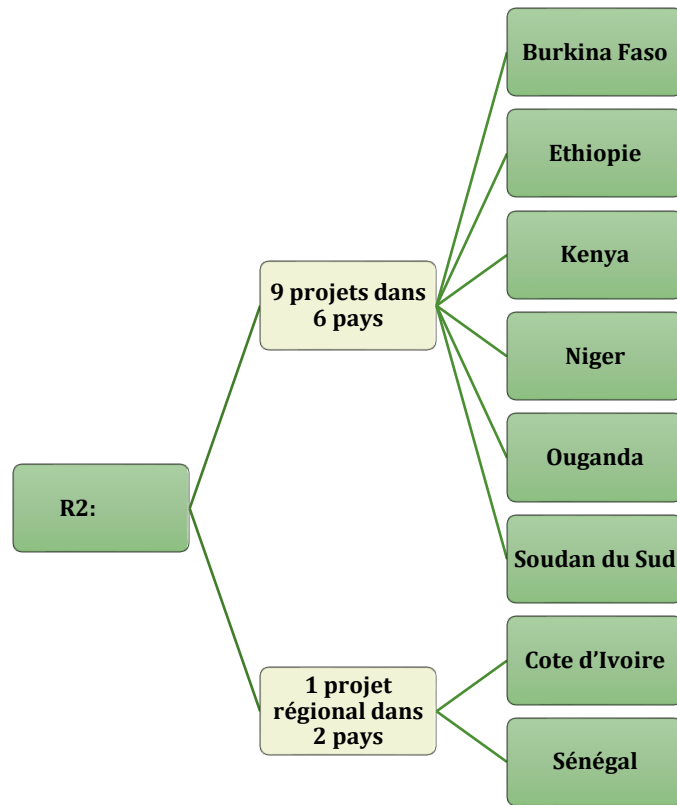 Burkina Faso
Ethiopie
Kenya
9 projets dans
6 pays
Niger
Ouganda
R2:
Soudan du Sud
Cote d’Ivoire
1 projet
régional dans
2 pays
Sénégal